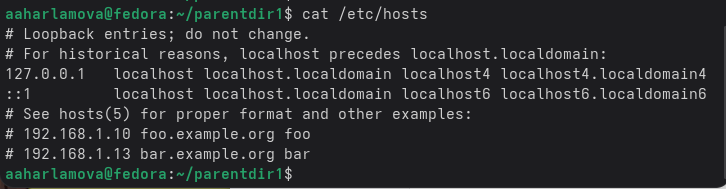 aaharlamova@fedora:~/parentdir1$ cat /etc/hosts
# Loopback entries; do not change.
# For historical reasons, localhost precedes localhost.localdomain:
127.0.0.1   localhost localhost.localdomain localhost4 localhost4.localdomain4
::1         localhost localhost.localdomain localhost6 localhost6.localdomain6
# See hosts(5) for proper format and other examples:
# 192.168.1.10 foo.example.org foo
# 192.168.1.13 bar.example.org bar
aaharlamova@fedora:~/parentdir1$